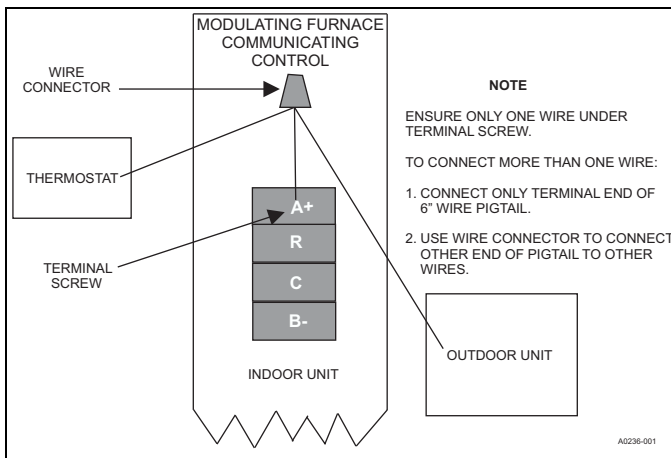 MODULATING FURNACE
COMMUNICATING
CONTROL
WIRE
CONNECTOR
THERMOSTAT
A+
R
C
B-
TERMINAL
SCREW
INDOOR UNIT
NOTE
ENSURE ONLY ONE WIRE UNDER
TERMINAL SCREW.
TO CONNECT MORE THAN ONE WIRE:
1. CONNECT ONLY TERMINAL END OF
6” WIRE PIGTAIL.
2. USE WIRE CONNECTOR TO CONNECT
OTHER END OF PIGTAIL TO OTHER
WIRES.
OUTDOOR UNIT
A0236-001